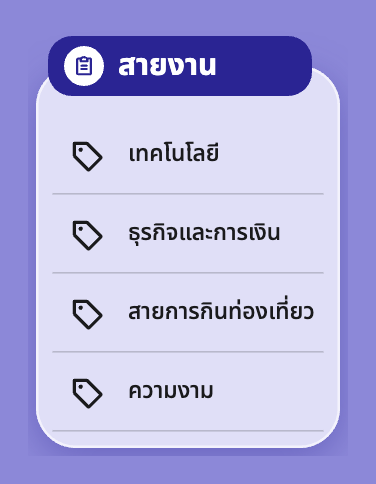 สายงาน
เทคโนโลยี
ธุรกิจและการเงิน
สายการกินท่องเที่ยว
ความงาม